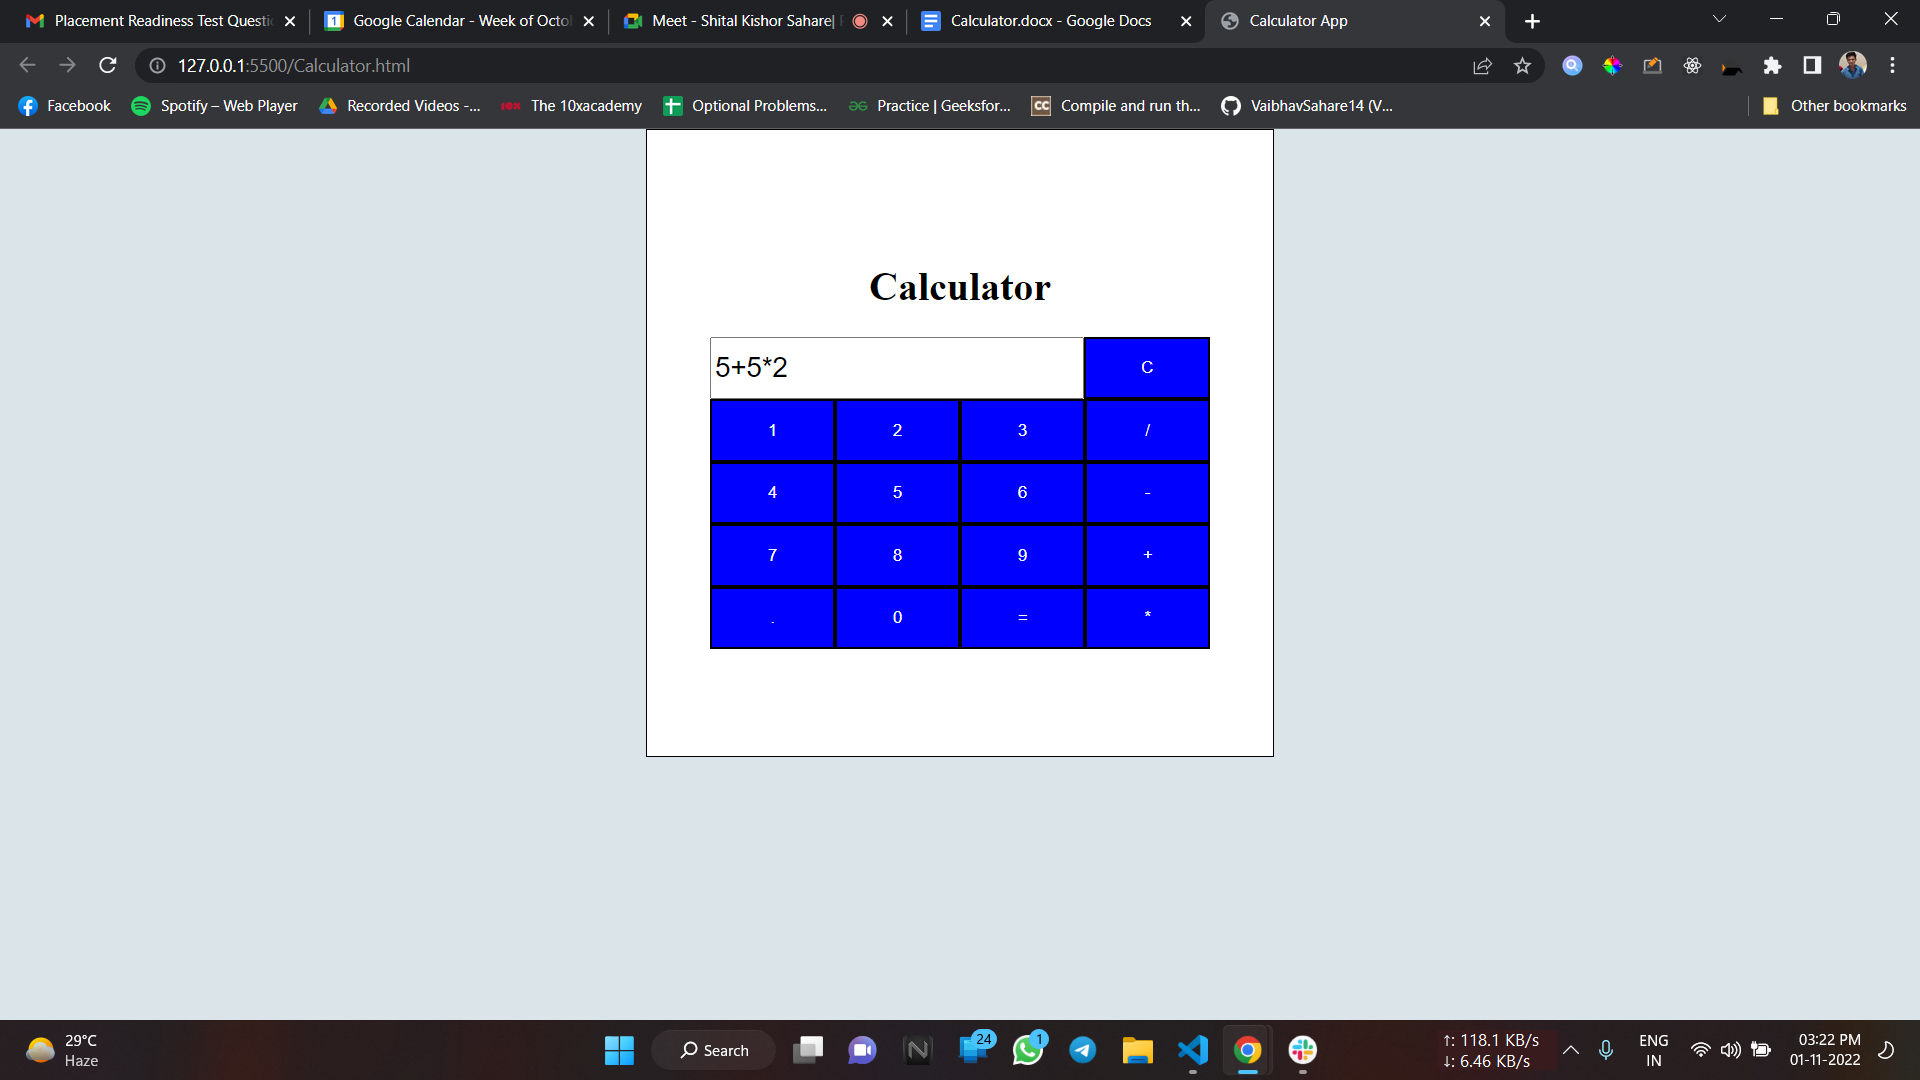 Placement Readiness Test Questi
Google Calendar - Week of Octo
Meet - Shital Kishor Sahare|
Calculator.docx - Google Docs
Calculator App
127.0.0.1:5500/Calculator.html
Facebook
Spotify – Web Player
Recorded Videos -...
The 10xacademy
Optional Problems...
Practice | Geeksfor...
Compile and run th...
VaibhavSahare14 (V...
Other bookmarks
Calculator
5+5*2 C
1 2 3 /
4 5 6 -
7 8 9 +
. 0 = *
29°C
Haze
Search
24
1
↑: 118.1 KB/s
↓: 6.46 KB/s
ENG
IN
03:22 PM
01-11-2022